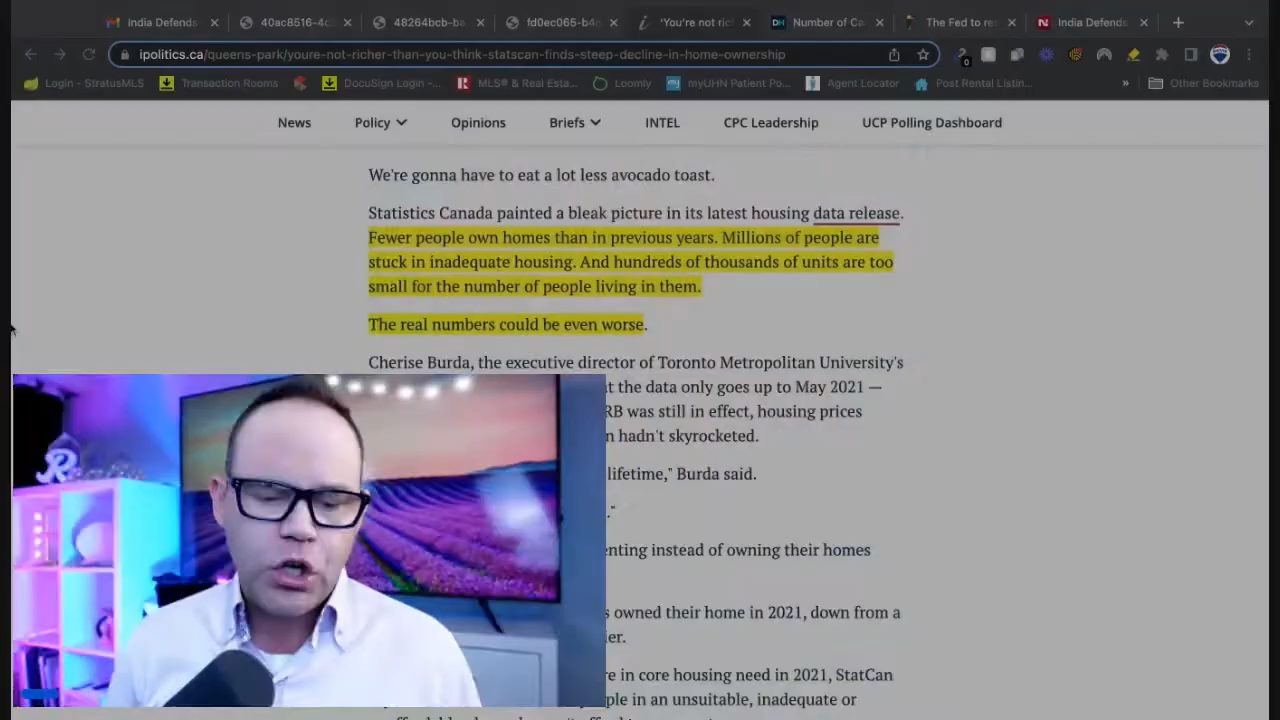 India Defends
40ac8516-4c
48264bcb-ba
fd0ec065-b4
'You're not ric
Number of Ca
The Fed to re
India Defends
ipolitics.ca/queens-park/youre-not-richer-than-you-think-statscan-finds-steep-decline-in-home-ownership
0
Login - StratusMLS
Transaction Rooms
DocuSign Login -...
MLS® & Real Esta...
Loomly
myUHN Patient Po...
Agent Locator
Post Rental Listin...
»
Other Bookmarks
News
Policy
Opinions
Briefs
INTEL
CPC Leadership
UCP Polling Dashboard
We're gonna have to eat a lot less avocado toast.
Statistics Canada painted a bleak picture in its latest housing data release.
Fewer people own homes than in previous years. Millions of people are
stuck in inadequate housing. And hundreds of thousands of units are too
small for the number of people living in them.
The real numbers could be even worse.
Cherise Burda, the executive director of Toronto Metropolitan University's
t the data only goes up to May 2021 —
RB was still in effect, housing prices
n hadn't skyrocketed.
lifetime," Burda said.
."
enting instead of owning their homes
s owned their home in 2021, down from a
ier.
re in core housing need in 2021, StatCan
ple in an unsuitable, inadequate or